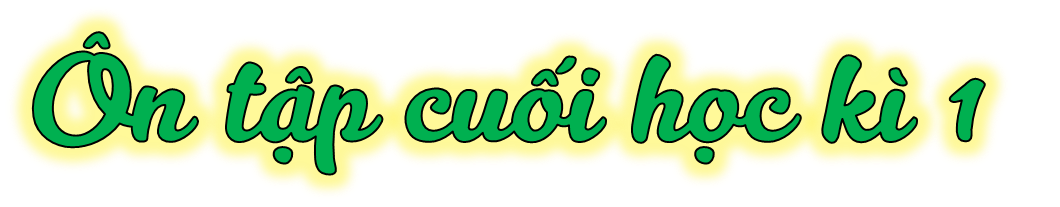 Ôn tập cuối học kì 1